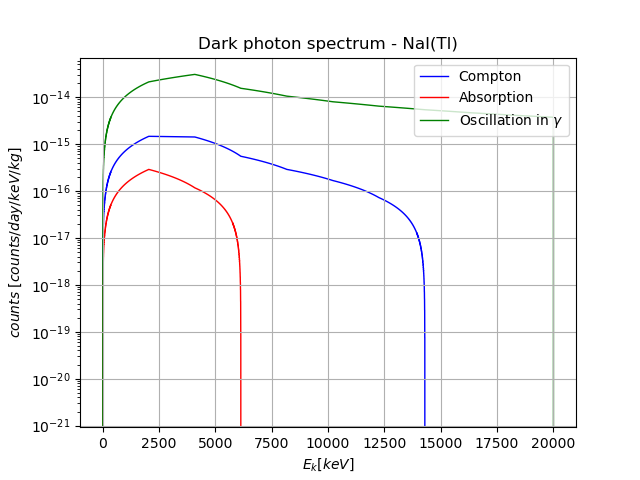 Dark photon spectrum - NaI(Tl)
Compton
Absorption
Oscillation in γ
counts [counts/day/keV/kg]
10⁻¹⁴
10⁻¹⁵
10⁻¹⁶
10⁻¹⁷
10⁻¹⁸
10⁻¹⁹
10⁻²⁰
10⁻²¹
0 2500 5000 7500 10000 12500 15000 17500 20000
E_k[keV]